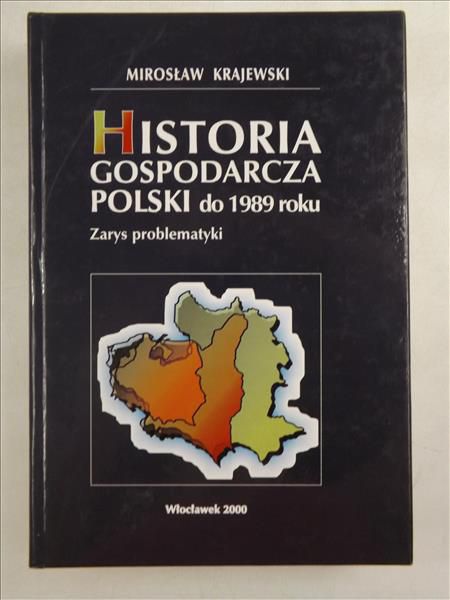 MIROSŁAW KRAJEWSKI
HISTORIA
GOSPODARCZA
POLSKI do 1989 roku
Zarys problematyki
Włocławek 2000